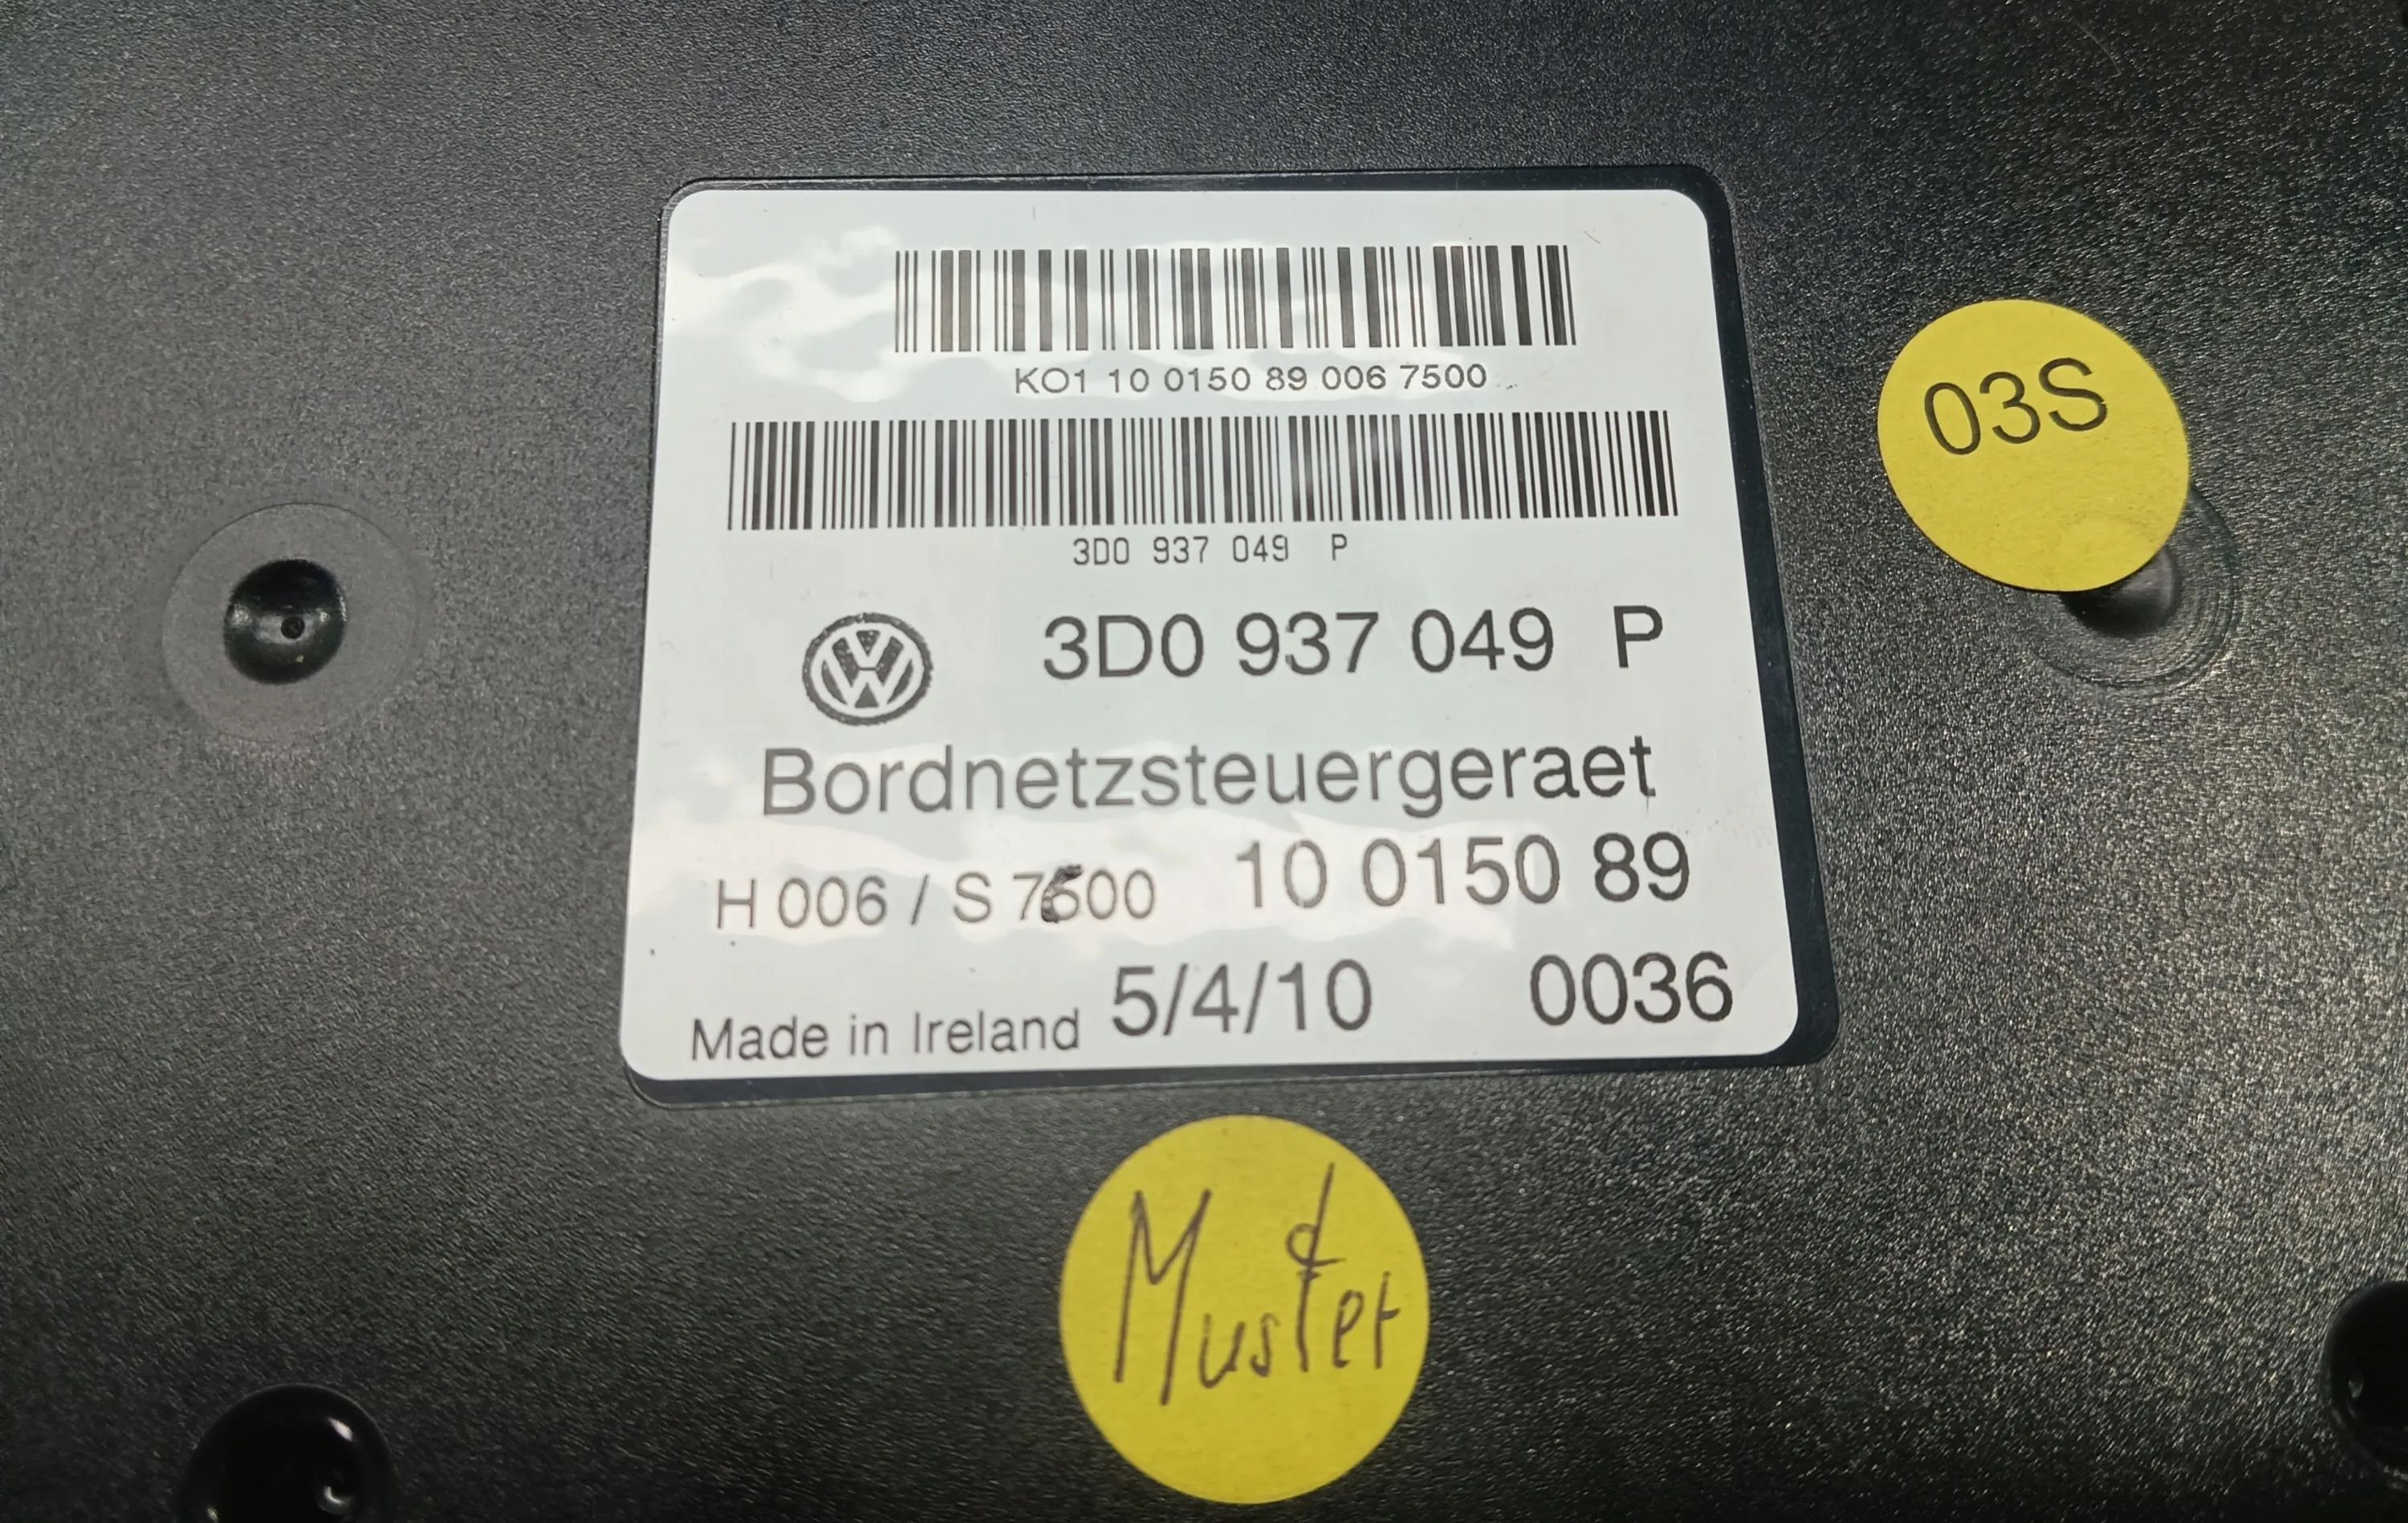 KO1 10 0150 89 006 7500
03S
3D0 937 049 P
3D0 937 049 P
Bordnetzsteuergeraet
H 006 / S 7500 10 0150 89
Made in Ireland 5/4/10 0036
Muster